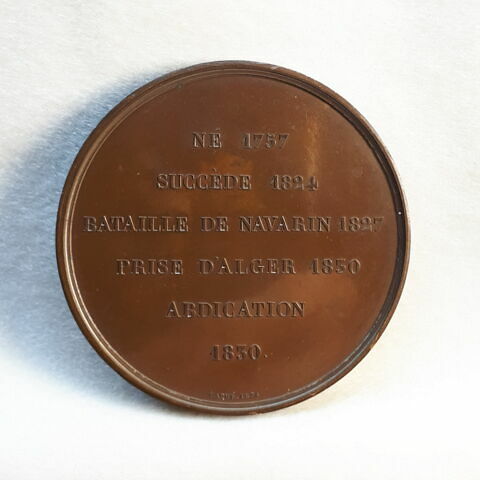 NÉ 1757
SUCCÈDE 1824
BATAILLE DE NAVARIN 1827
PRISE D'ALGER 1830
ABDICATION
1830.